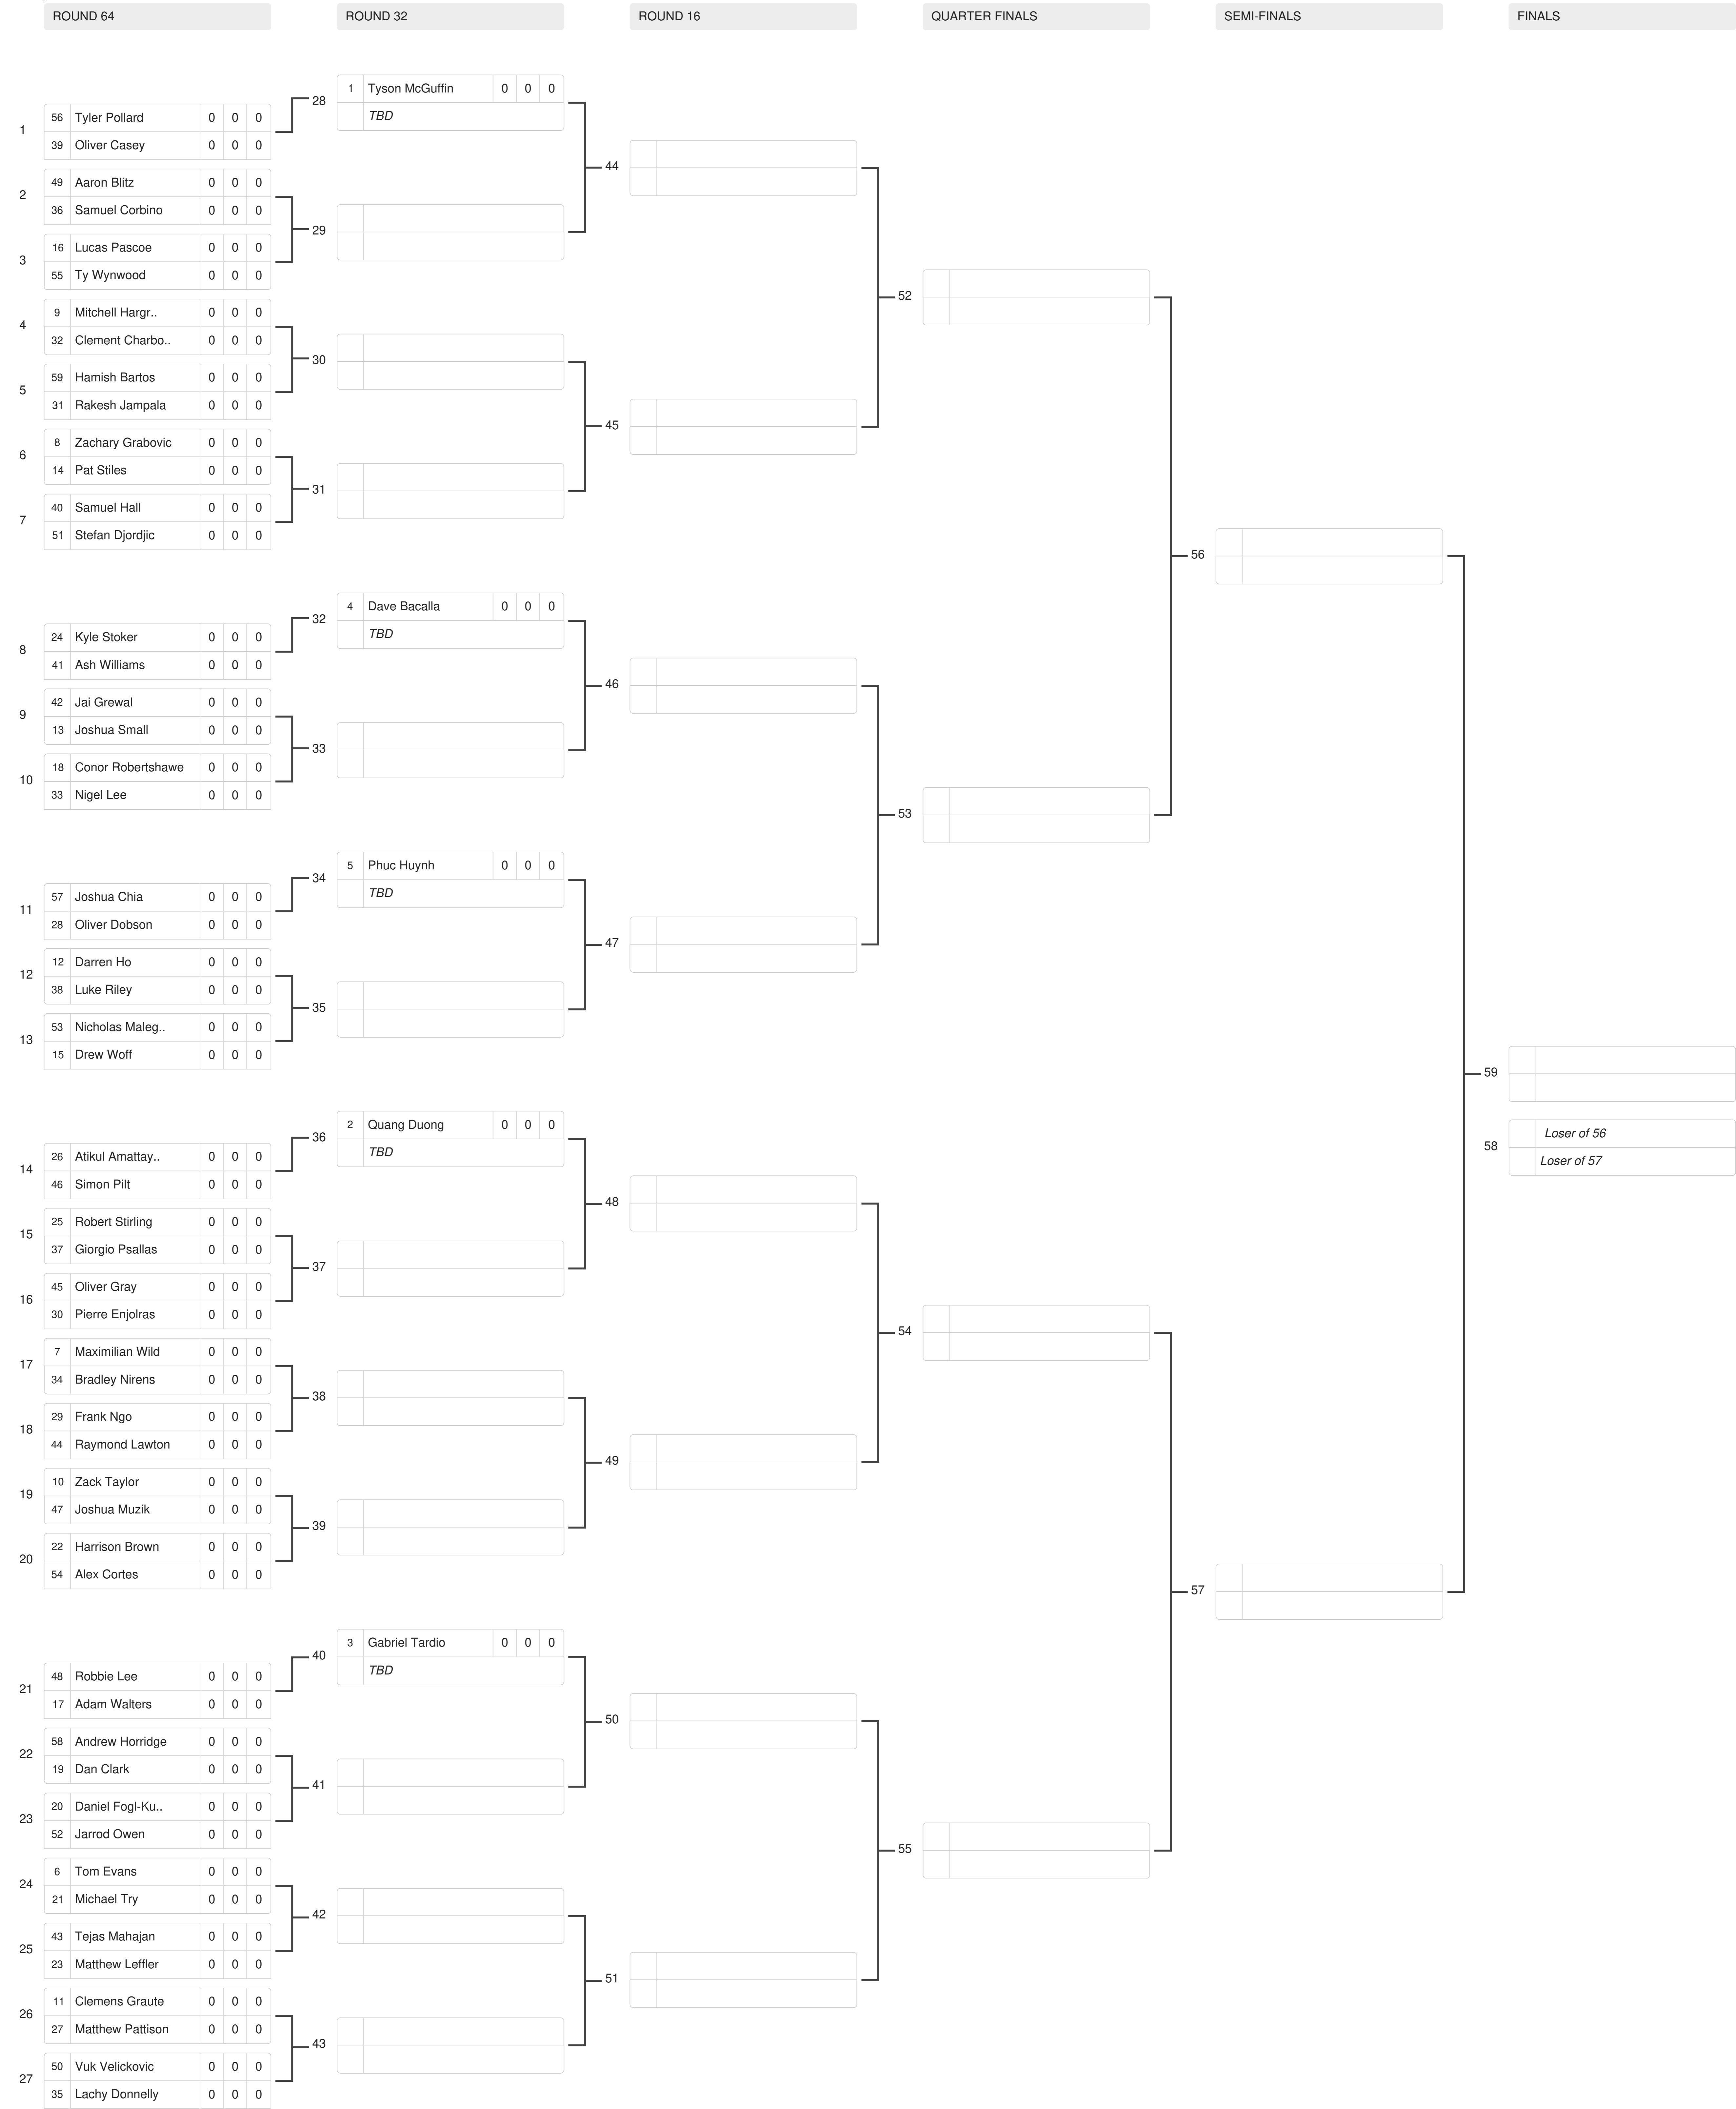 ROUND 64 ROUND 32 ROUND 16 QUARTER FINALS SEMI-FINALS FINALS
1 Tyson McGuffin 0 0 0
28
TBD
56 Tyler Pollard 0 0 0
1
39 Oliver Casey 0 0 0
44
49 Aaron Blitz 0 0 0
2
36 Samuel Corbino 0 0 0
29
16 Lucas Pascoe 0 0 0
3
55 Ty Wynwood 0 0 0
52
9 Mitchell Hargr.. 0 0 0
4
32 Clement Charbo.. 0 0 0
30
59 Hamish Bartos 0 0 0
5
31 Rakesh Jampala 0 0 0
45
8 Zachary Grabovic 0 0 0
6
14 Pat Stiles 0 0 0
31
40 Samuel Hall 0 0 0
7
51 Stefan Djordjic 0 0 0
56
4 Dave Bacalla 0 0 0
32
TBD
24 Kyle Stoker 0 0 0
8
41 Ash Williams 0 0 0
46
42 Jai Grewal 0 0 0
9
13 Joshua Small 0 0 0
33
18 Conor Robertshawe 0 0 0
10
33 Nigel Lee 0 0 0
53
5 Phuc Huynh 0 0 0
34
TBD
57 Joshua Chia 0 0 0
11
28 Oliver Dobson 0 0 0
47
12 Darren Ho 0 0 0
12
38 Luke Riley 0 0 0
35
53 Nicholas Maleg.. 0 0 0
13
15 Drew Woff 0 0 0
59
2 Quang Duong 0 0 0
36
TBD
Loser of 56
58
Loser of 57
26 Atikul Amattay.. 0 0 0
14
46 Simon Pilt 0 0 0
48
25 Robert Stirling 0 0 0
15
37 Giorgio Psallas 0 0 0
37
45 Oliver Gray 0 0 0
16
30 Pierre Enjolras 0 0 0
54
7 Maximilian Wild 0 0 0
17
34 Bradley Nirens 0 0 0
38
29 Frank Ngo 0 0 0
18
44 Raymond Lawton 0 0 0
49
10 Zack Taylor 0 0 0
19
47 Joshua Muzik 0 0 0
39
22 Harrison Brown 0 0 0
20
54 Alex Cortes 0 0 0
57
3 Gabriel Tardio 0 0 0
40
TBD
48 Robbie Lee 0 0 0
21
17 Adam Walters 0 0 0
50
58 Andrew Horridge 0 0 0
22
19 Dan Clark 0 0 0
41
20 Daniel Fogl-Ku.. 0 0 0
23
52 Jarrod Owen 0 0 0
55
6 Tom Evans 0 0 0
24
21 Michael Try 0 0 0
42
43 Tejas Mahajan 0 0 0
25
23 Matthew Leffler 0 0 0
51
11 Clemens Graute 0 0 0
26
27 Matthew Pattison 0 0 0
43
50 Vuk Velickovic 0 0 0
27
35 Lachy Donnelly 0 0 0